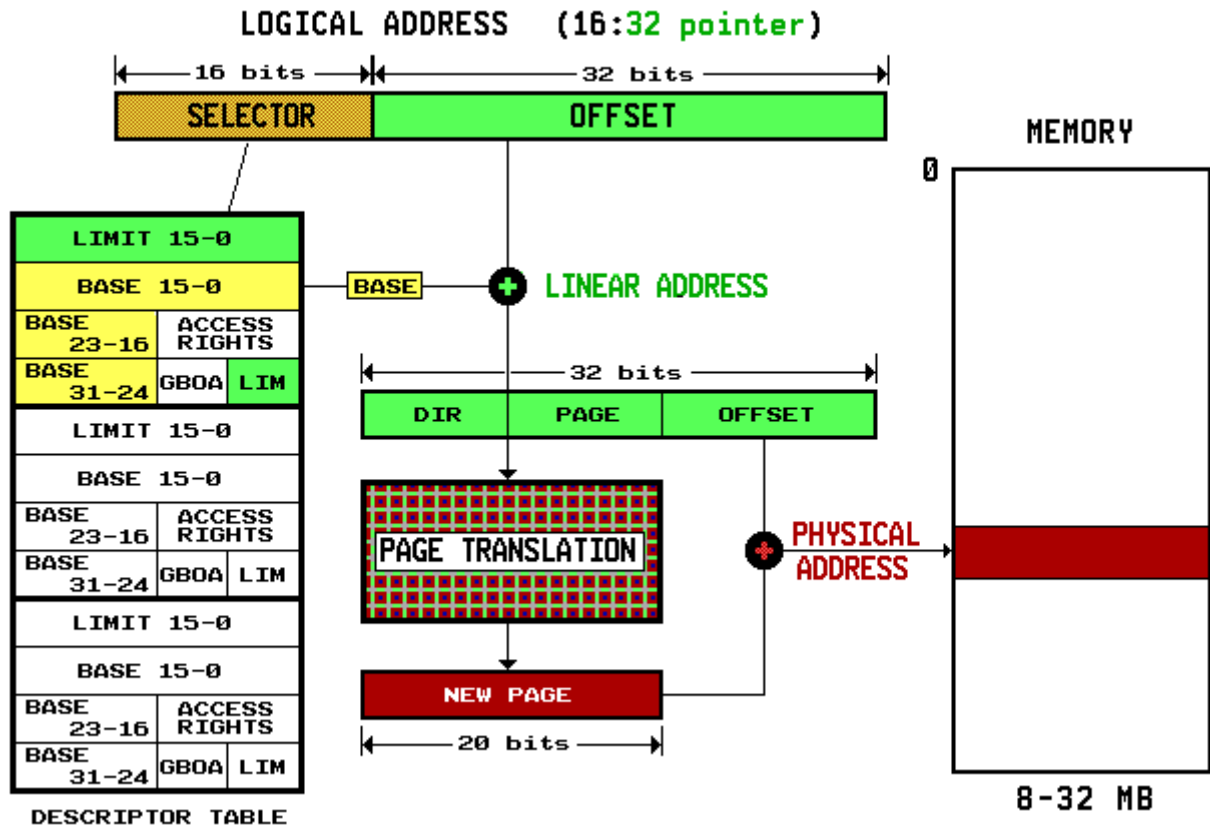 LOGICAL ADDRESS (16:32 pointer)
16 bits
32 bits
SELECTOR
OFFSET
MEMORY
0
LIMIT 15-0
BASE 15-0
BASE
LINEAR ADDRESS
BASE
23-16
ACCESS
RIGHTS
BASE
31-24
GBOA
LIM
32 bits
DIR
PAGE
OFFSET
LIMIT 15-0
BASE 15-0
BASE
23-16
ACCESS
RIGHTS
BASE
31-24
GBOA
LIM
PAGE TRANSLATION
PHYSICAL
ADDRESS
LIMIT 15-0
BASE 15-0
BASE
23-16
ACCESS
RIGHTS
BASE
31-24
GBOA
LIM
NEW PAGE
20 bits
8-32 MB
DESCRIPTOR TABLE